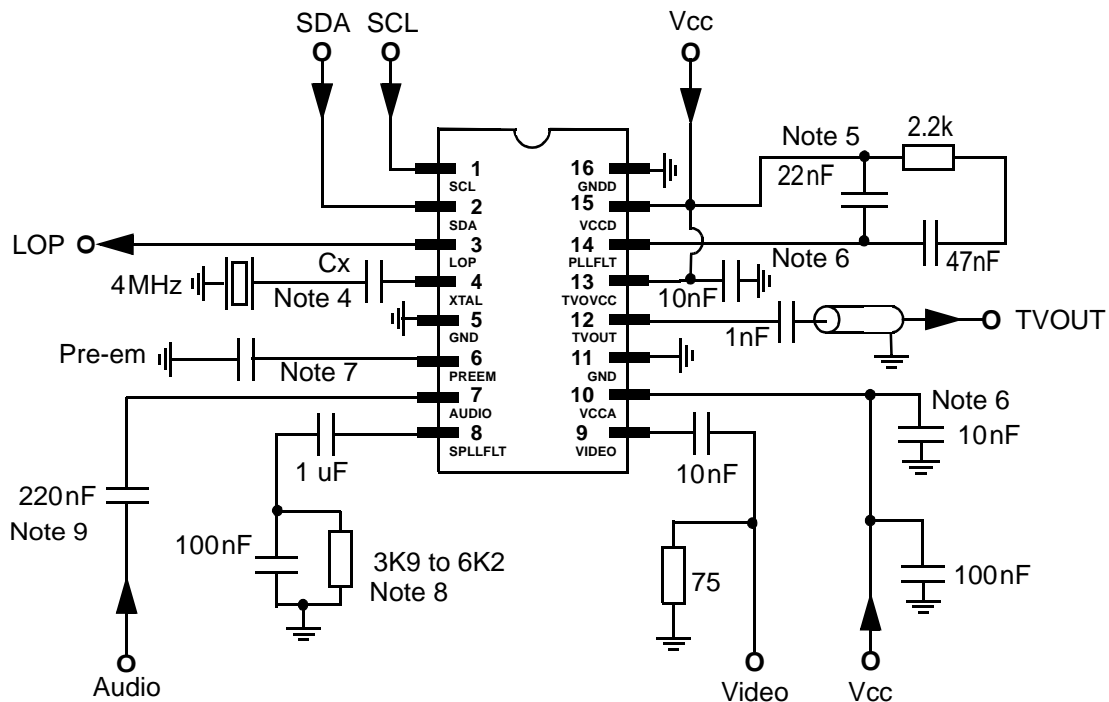 SDA SCL
Vcc
2.2k
Note 5
22nF
1
SCL
16
GNDD
2
SDA
15
VCCD
LOP
3
LOP
14
PLLFLT
Note 6
47nF
4MHz
Cx
Note 4
4
XTAL
13
TVOVCC
10nF
5
GND
12
TVOUT
1nF
TVOUT
Pre-em
Note 7
6
PREEM
11
GND
7
AUDIO
10
VCCA
Note 6
10nF
8
SPLLFLT
9
VIDEO
1 uF
10nF
220nF
Note 9
100nF
3K9 to 6K2
Note 8
75
100nF
Audio
Video
Vcc